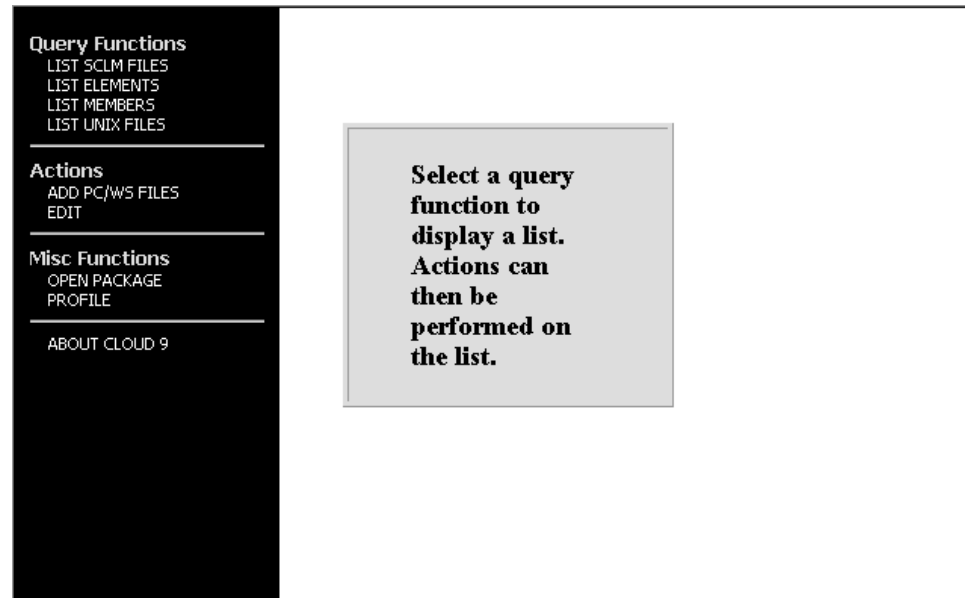 Query Functions
LIST SCLM FILES
LIST ELEMENTS
LIST MEMBERS
LIST UNIX FILES
Actions
ADD PC/WS FILES
EDIT
Misc Functions
OPEN PACKAGE
PROFILE
ABOUT CLOUD 9
Select a query
function to
display a list.
Actions can
then be
performed on
the list.